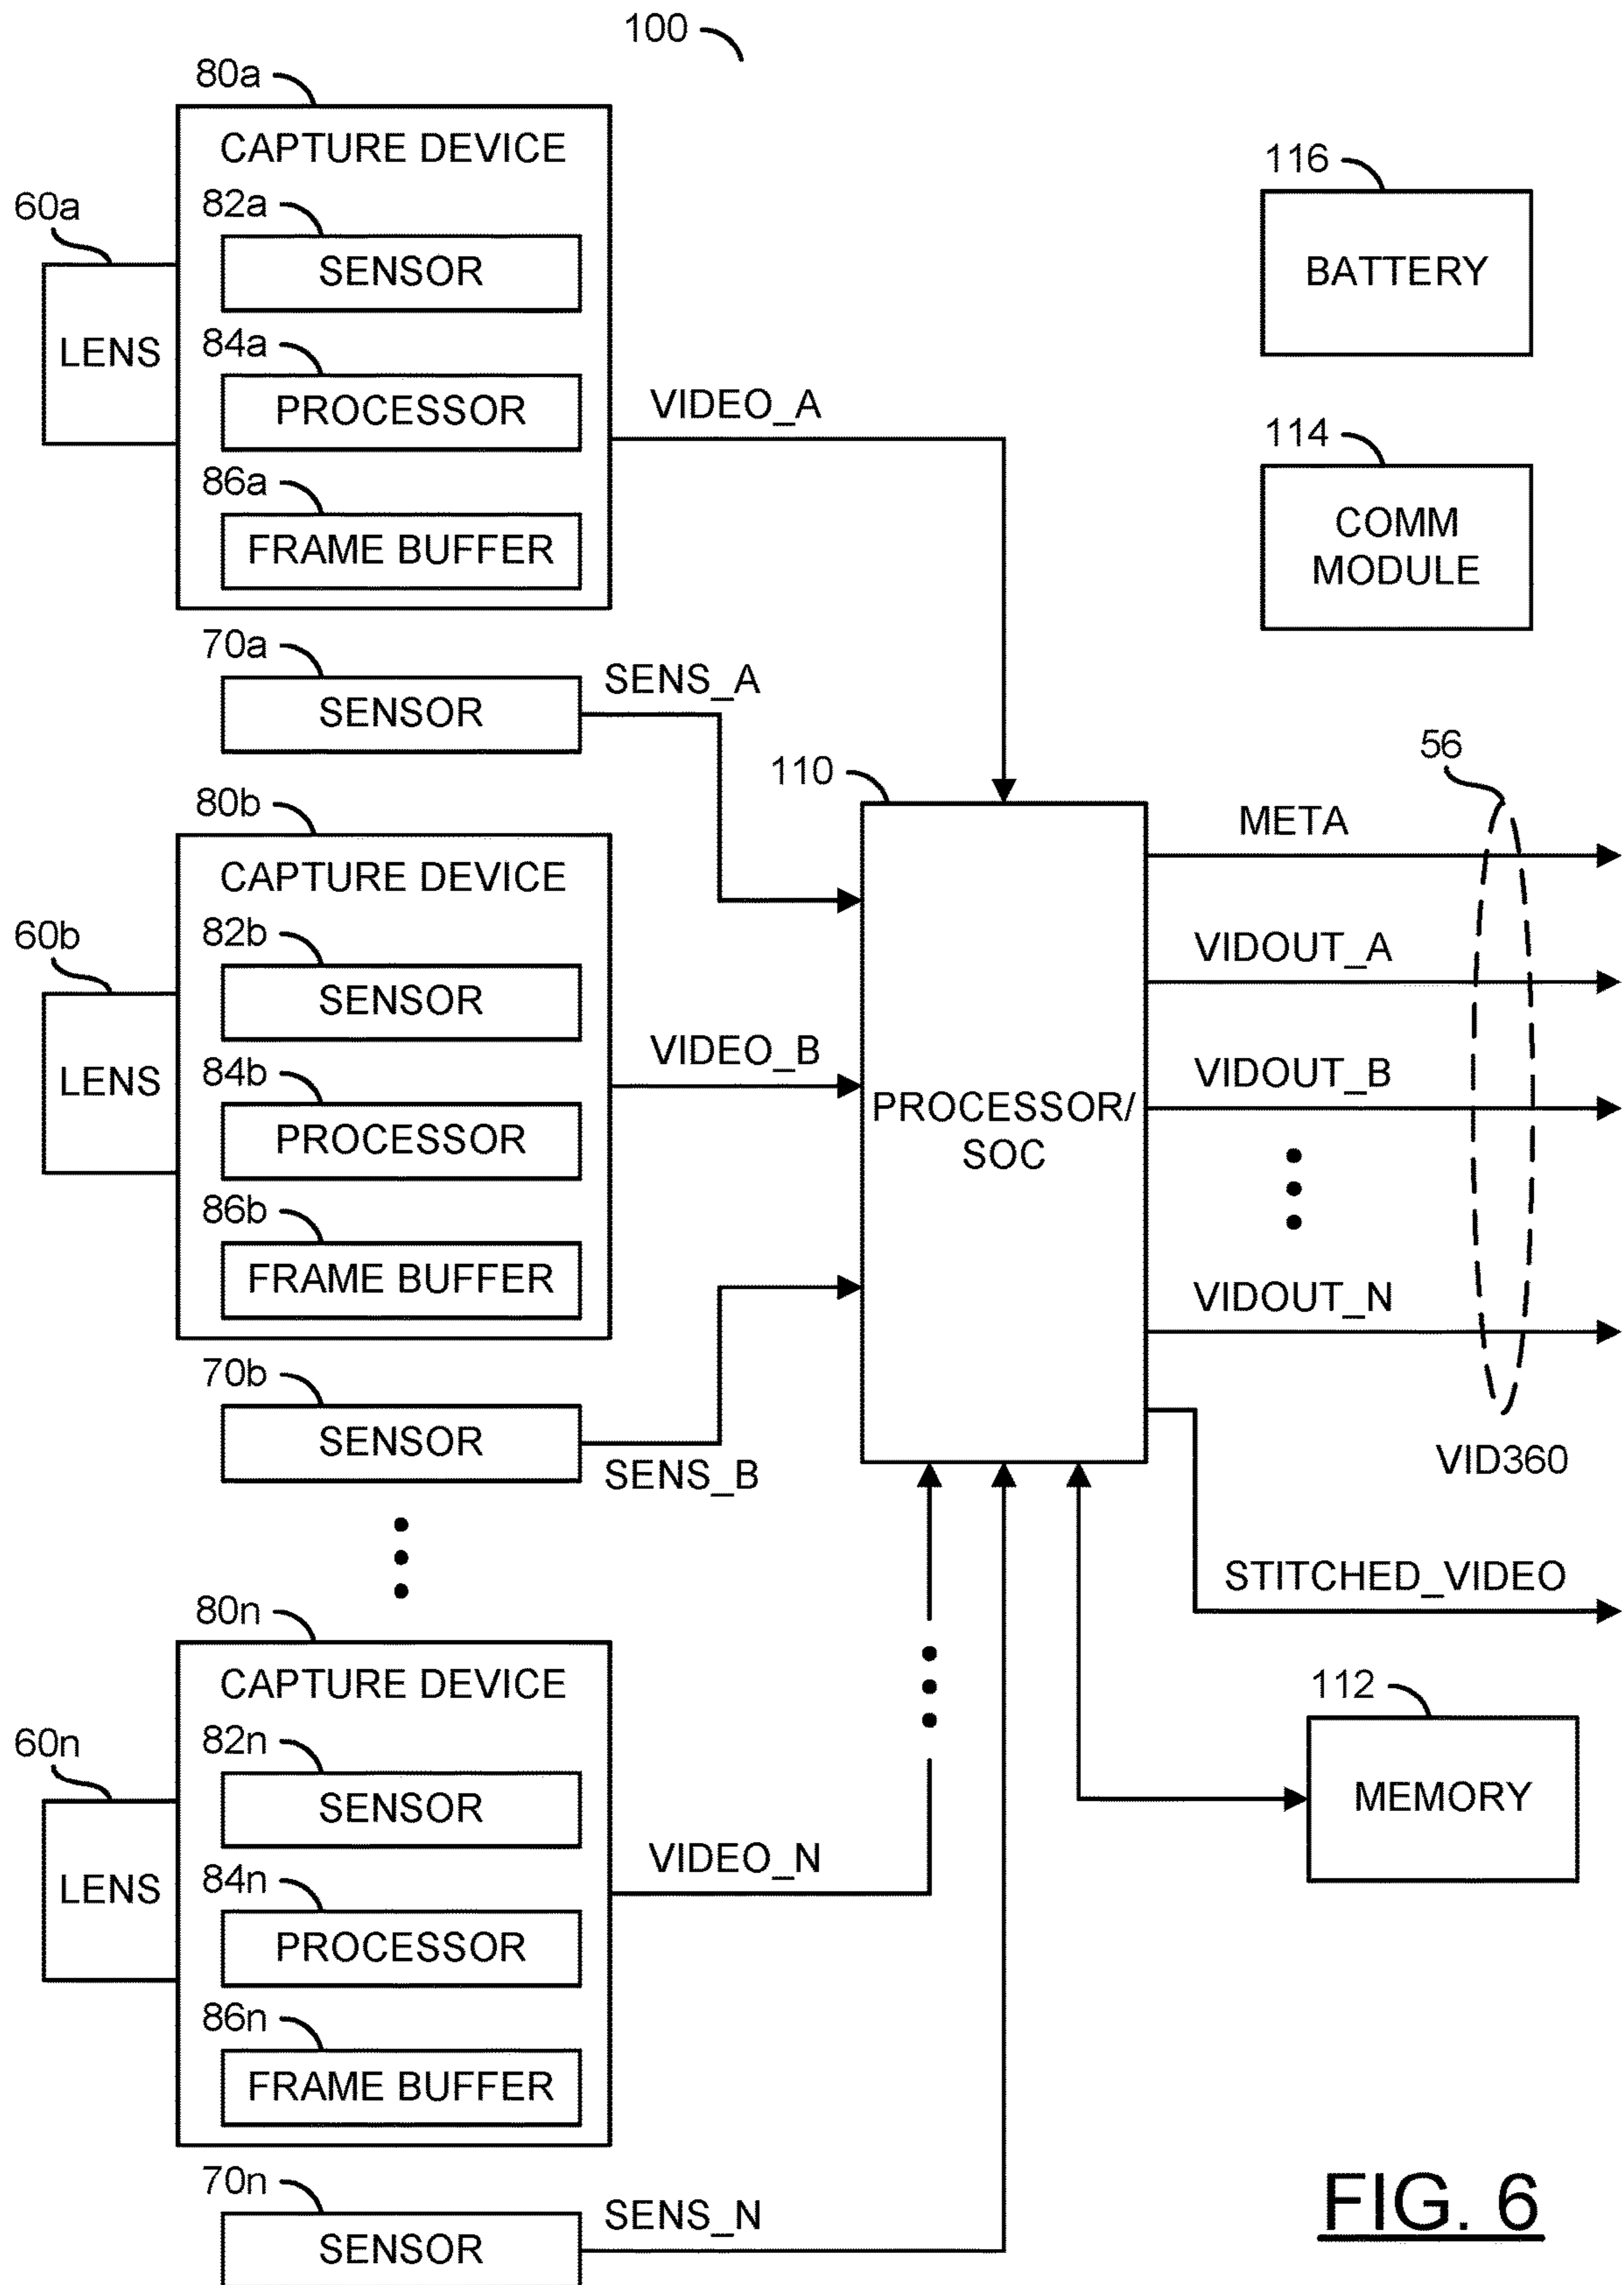 100
80a
CAPTURE DEVICE
60a
LENS
82a
SENSOR
84a
PROCESSOR
86a
FRAME BUFFER
VIDEO_A
116
BATTERY
114
COMM
MODULE
70a
SENSOR
SENS_A
80b
CAPTURE DEVICE
60b
LENS
82b
SENSOR
84b
PROCESSOR
86b
FRAME BUFFER
VIDEO_B
70b
SENSOR
SENS_B
110
PROCESSOR/
SOC
56
META
VIDOUT_A
VIDOUT_B
VIDOUT_N
VID360
STITCHED_VIDEO
112
MEMORY
80n
CAPTURE DEVICE
60n
LENS
82n
SENSOR
84n
PROCESSOR
86n
FRAME BUFFER
VIDEO_N
70n
SENSOR
SENS_N
FIG. 6